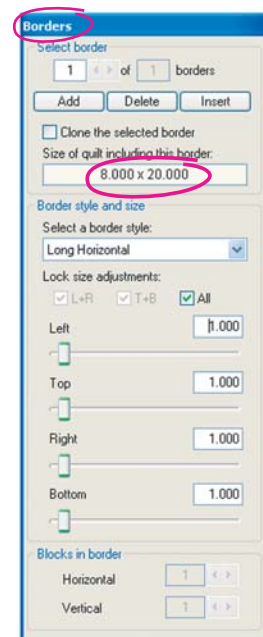 Borders
Select border
1 of 1 borders
Add Delete Insert
Clone the selected border
Size of quilt including this border:
8.000 x 20.000
Border style and size
Select a border style:
Long Horizontal
Lock size adjustments:
L+R T+B All
Left 1.000
Top 1.000
Right 1.000
Bottom 1.000
Blocks in border
Horizontal 1
Vertical 1